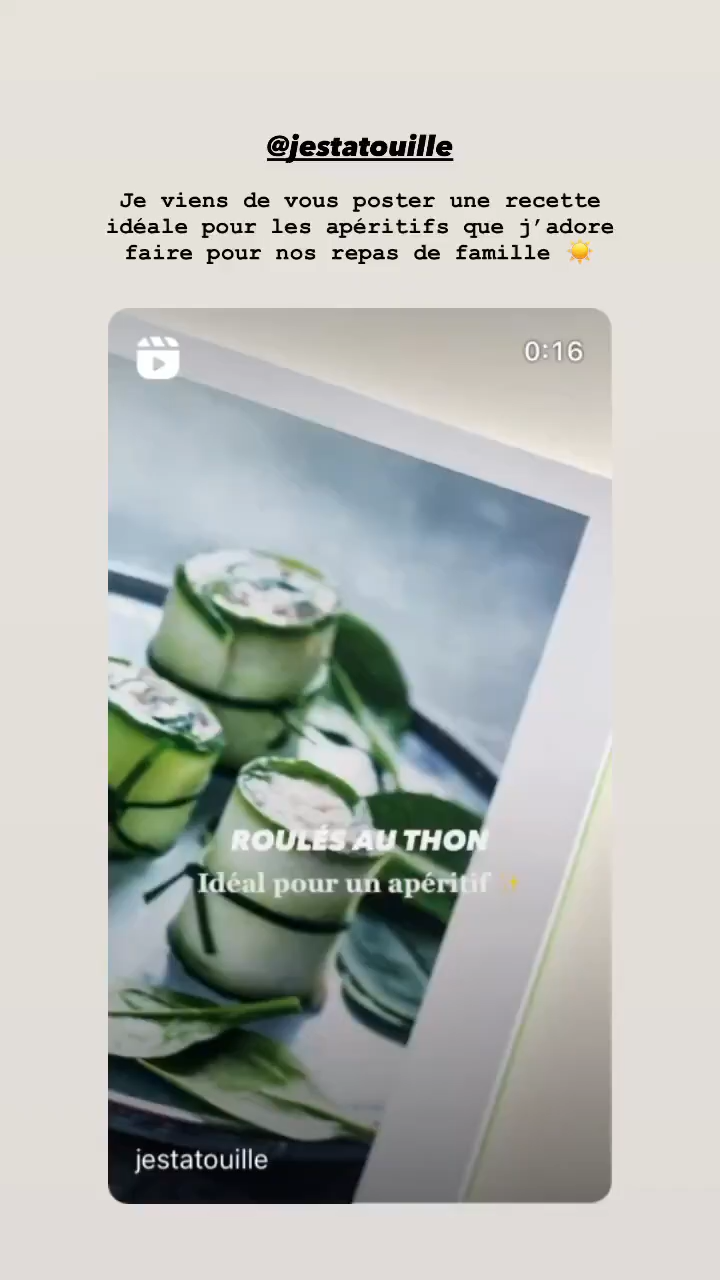 @jestatouille
Je viens de vous poster une recette
idéale pour les apéritifs que j’adore
faire pour nos repas de famille ☀️
0:16
ROULÉS AU THON
Idéal pour un apéritif ✨
jestatouille